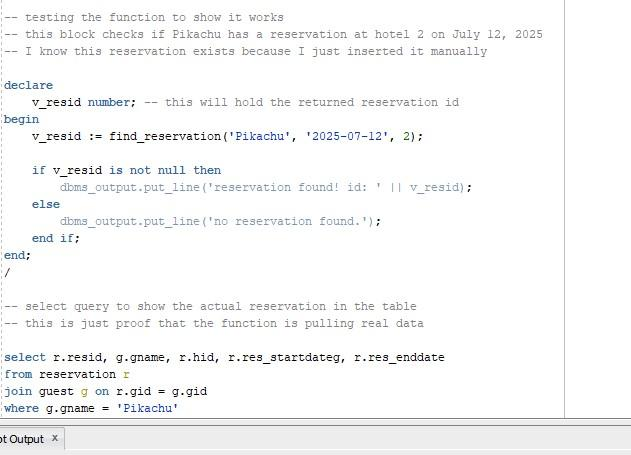 -- testing the function to show it works
-- this block checks if Pikachu has a reservation at hotel 2 on July 12, 2025
-- I know this reservation exists because I just inserted it manually
declare
v_resid number; -- this will hold the returned reservation id
begin
v_resid := find_reservation('Pikachu', '2025-07-12', 2);
if v_resid is not null then
dbms_output.put_line('reservation found! id: ' || v_resid);
else
dbms_output.put_line('no reservation found.');
end if;
end;
/
-- select query to show the actual reservation in the table
-- this is just proof that the function is pulling real data
select r.resid, g.gname, r.hid, r.res_startdateg, r.res_enddate
from reservation r
join guest g on r.gid = g.gid
where g.gname = 'Pikachu'
ot Output x